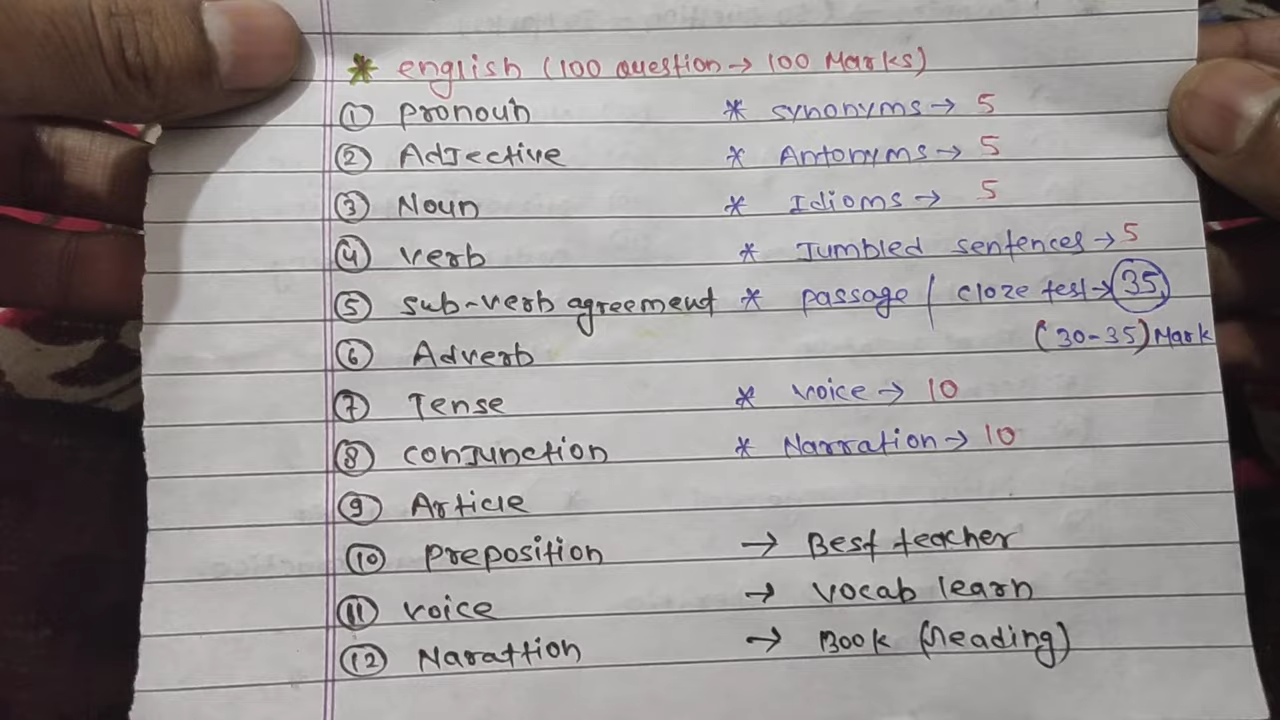 * english (100 question → 100 Marks)
① pronoun * synonyms → 5
② Adjective * Antonyms → 5
③ Noun * Idioms → 5
④ verb * Jumbled sentences → 5
⑤ sub-verb agreement * passage / cloze test → 35
(30-35) Mark
⑥ Adverb
⑦ Tense * voice → 10
⑧ conjunction * Narration → 10
⑨ Article
⑩ preposition → Best teacher
⑪ voice → vocab learn
⑫ Narattion → Book (Reading)